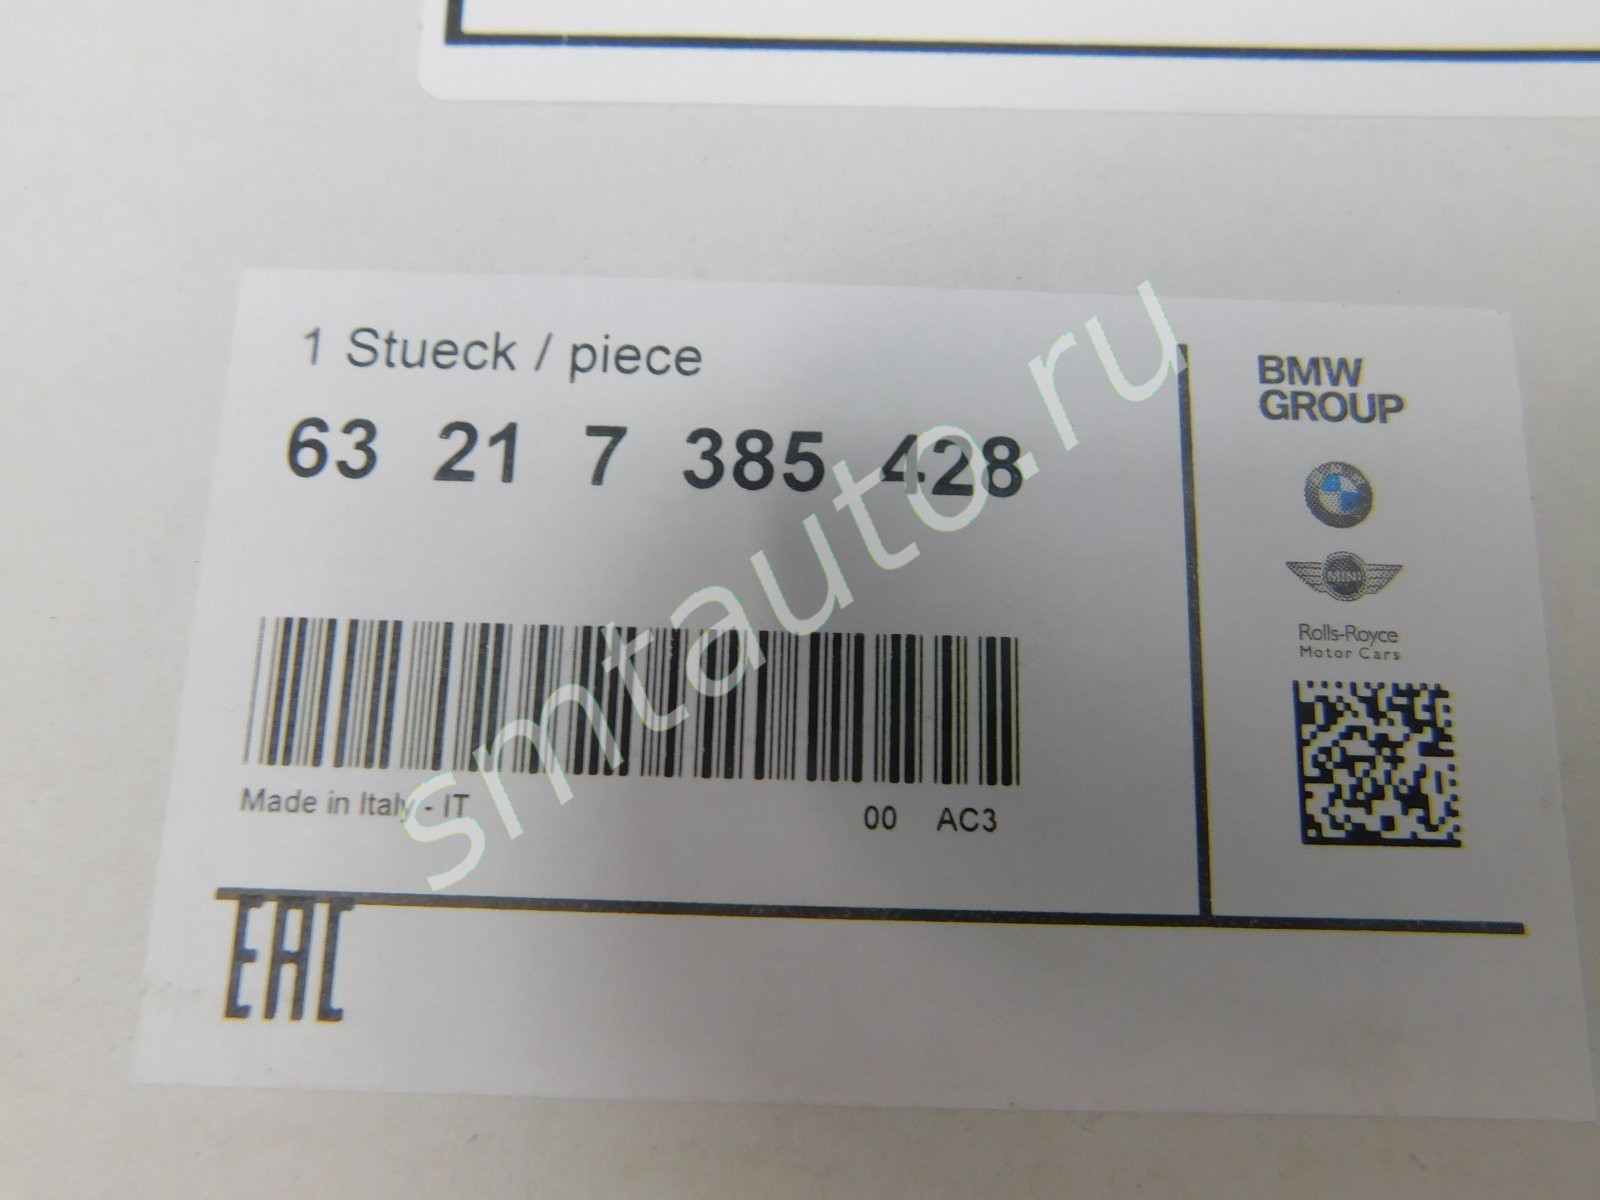 1 Stueck / piece
63 21 7 385 428
Made in Italy - IT
00 AC3
EAC
BMW
GROUP
MINI
Rolls-Royce
Motor Cars
smtauto.ru